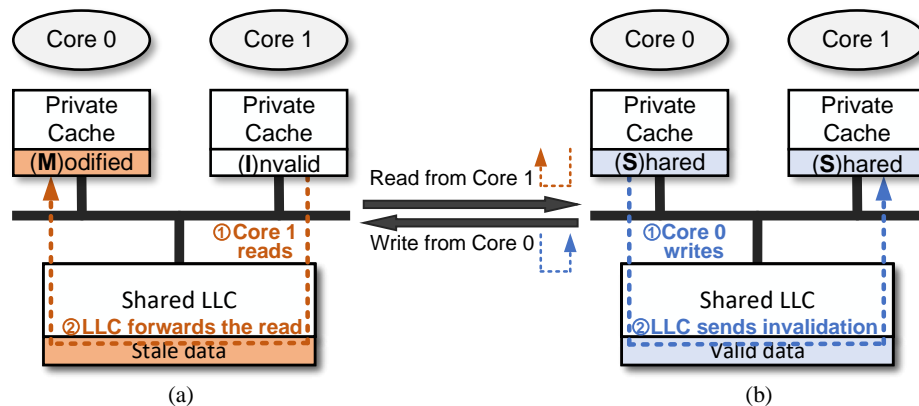 Core 0
Core 1
Private
Cache
(M)odified
Private
Cache
(I)nvalid
①Core 1
reads
Shared LLC
②LLC forwards the read
Stale data
(a)
Read from Core 1
Write from Core 0
Core 0
Core 1
Private
Cache
(S)hared
Private
Cache
(S)hared
①Core 0
writes
Shared LLC
②LLC sends invalidation
Valid data
(b)